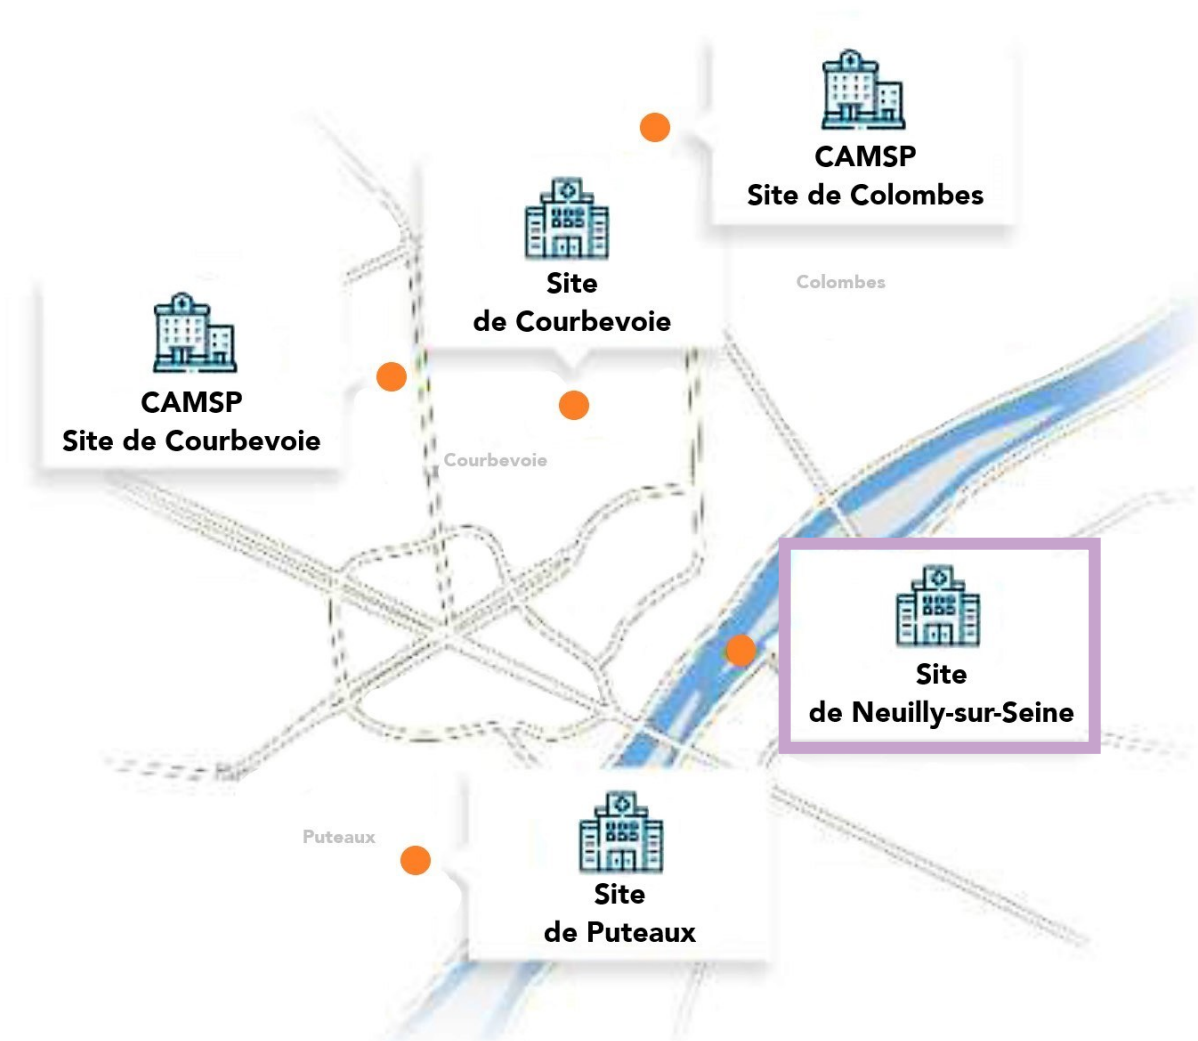 CAMSP
Site de Colombes
Site
de Courbevoie
Colombes
CAMSP
Site de Courbevoie
Courbevoie
Site
de Neuilly-sur-Seine
Puteaux
Site
de Puteaux